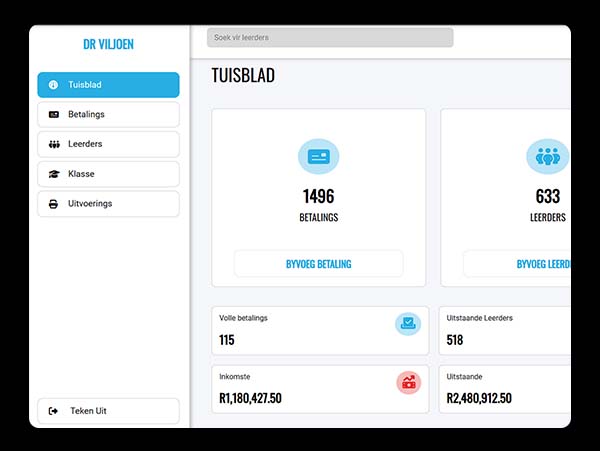 DR VILJOEN
Tuisblad
Betalings
Leerders
Klasse
Uitvoerings
Teken Uit
Soek vir leerders
TUISBLAD
1496
BETALINGS
BYVOEG BETALING
633
LEERDERS
BYVOEG LEERD
Volle betalings
115
Uitstaande Leerders
518
Inkomste
R1,180,427.50
Uitstaande
R2,480,912.50